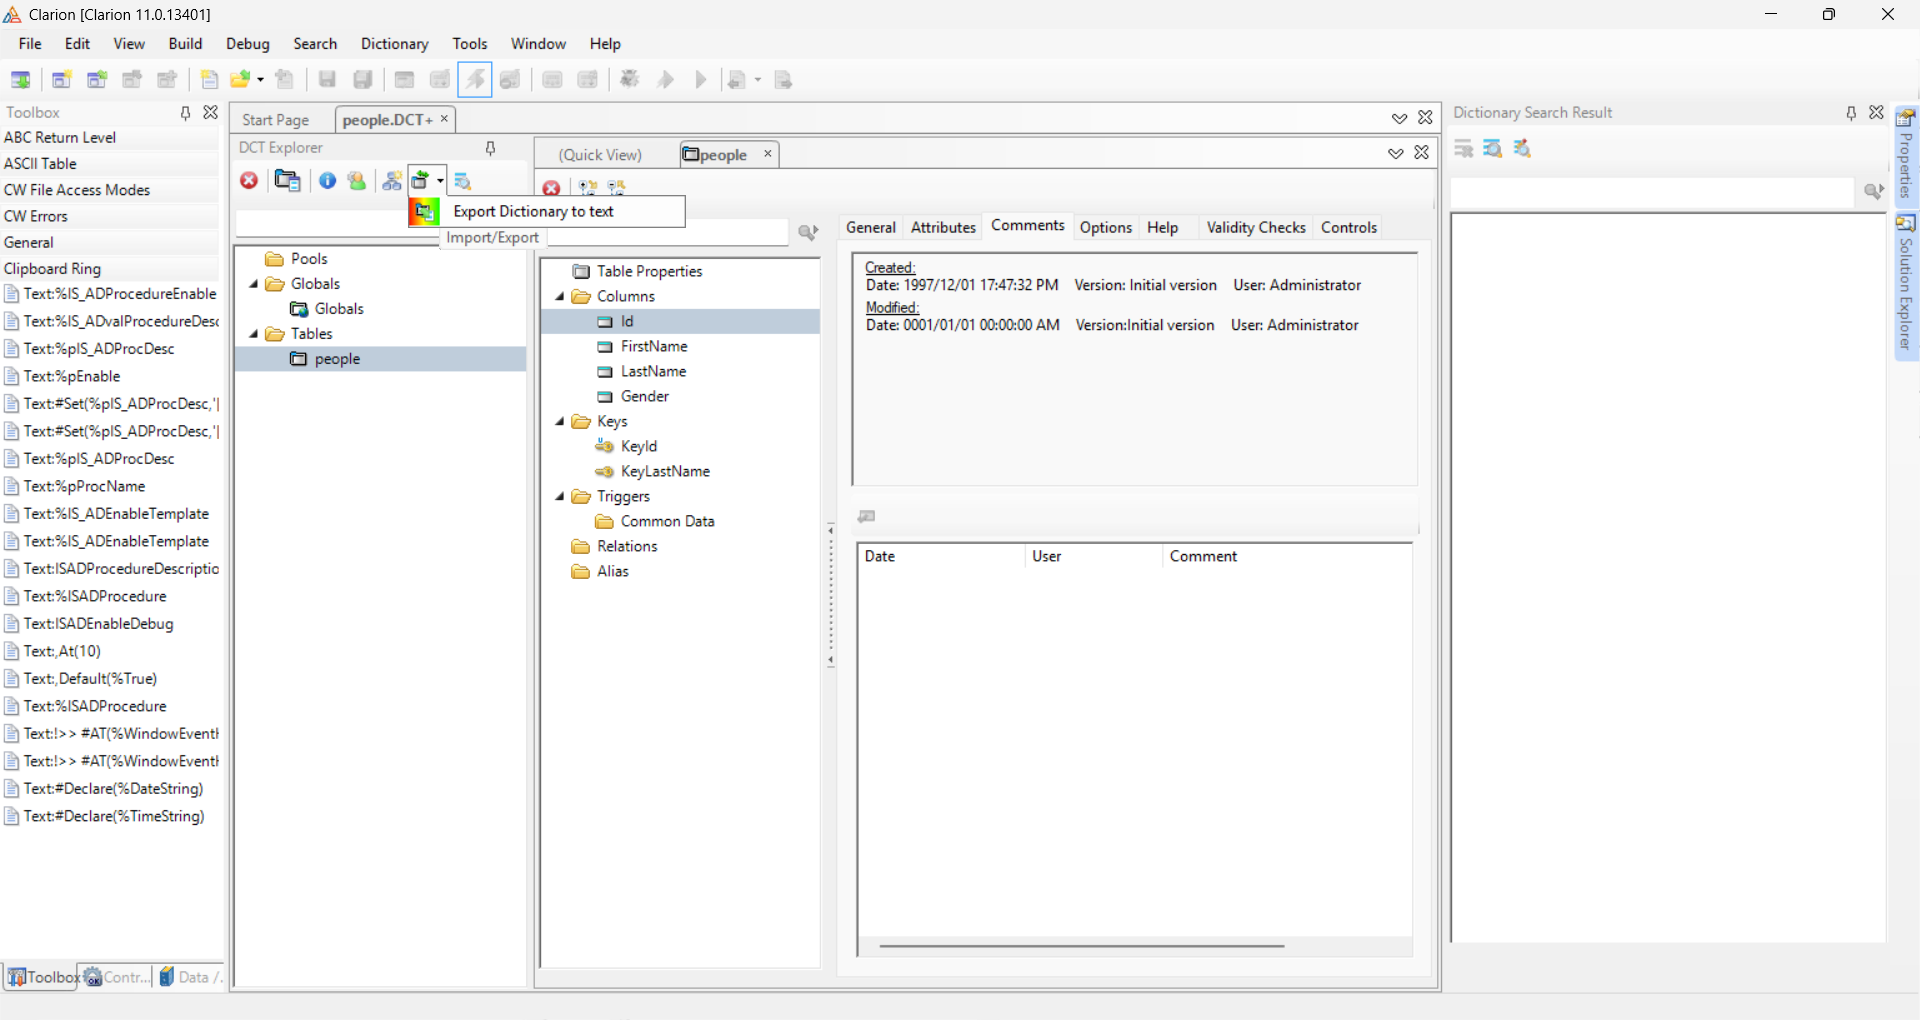 Clarion [Clarion 11.0.13401]
File Edit View Build Debug Search Dictionary Tools Window Help
Toolbox
ABC Return Level
ASCII Table
CW File Access Modes
CW Errors
General
Clipboard Ring
Text:%IS_ADProcedureEnable
Text:%IS_ADvalProcedureDesc
Text:%pIS_ADProcDesc
Text:%pEnable
Text:#Set(%pIS_ADProcDesc,'[
Text:#Set(%pIS_ADProcDesc,'[
Text:%pIS_ADProcDesc
Text:%pProcName
Text:%IS_ADEnableTemplate
Text:%IS_ADEnableTemplate
Text:ISADProcedureDescriptio
Text:%ISADProcedure
Text:ISADEnableDebug
Text:,At(10)
Text:,Default(%True)
Text:%ISADProcedure
Text:!>> #AT(%WindowEventH
Text:!>> #AT(%WindowEventH
Text:#Declare(%DateString)
Text:#Declare(%TimeString)
Toolbox Contr... Data /.
Start Page people.DCT+
DCT Explorer
Export Dictionary to text
Import/Export
Pools
Globals
Globals
Tables
people
(Quick View) people
Table Properties
Columns
Id
FirstName
LastName
Gender
Keys
KeyId
KeyLastName
Triggers
Common Data
Relations
Alias
General Attributes Comments Options Help Validity Checks Controls
Created:
Date: 1997/12/01 17:47:32 PM Version: Initial version User: Administrator
Modified:
Date: 0001/01/01 00:00:00 AM Version:Initial version User: Administrator
Date User Comment
Dictionary Search Result
Properties
Solution Explorer